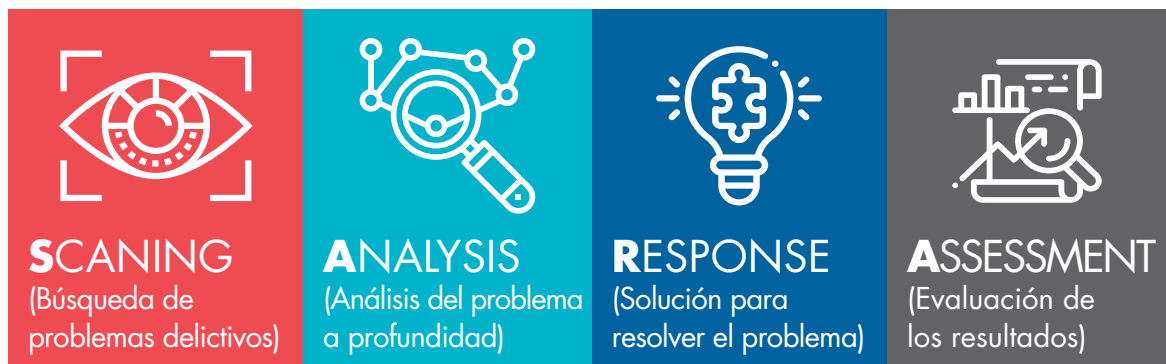 SCANING
(Búsqueda de
problemas delictivos)
ANALYSIS
(Análisis del problema
a profundidad)
RESPONSE
(Solución para
resolver el problema)
ASSESSMENT
(Evaluación de
los resultados)